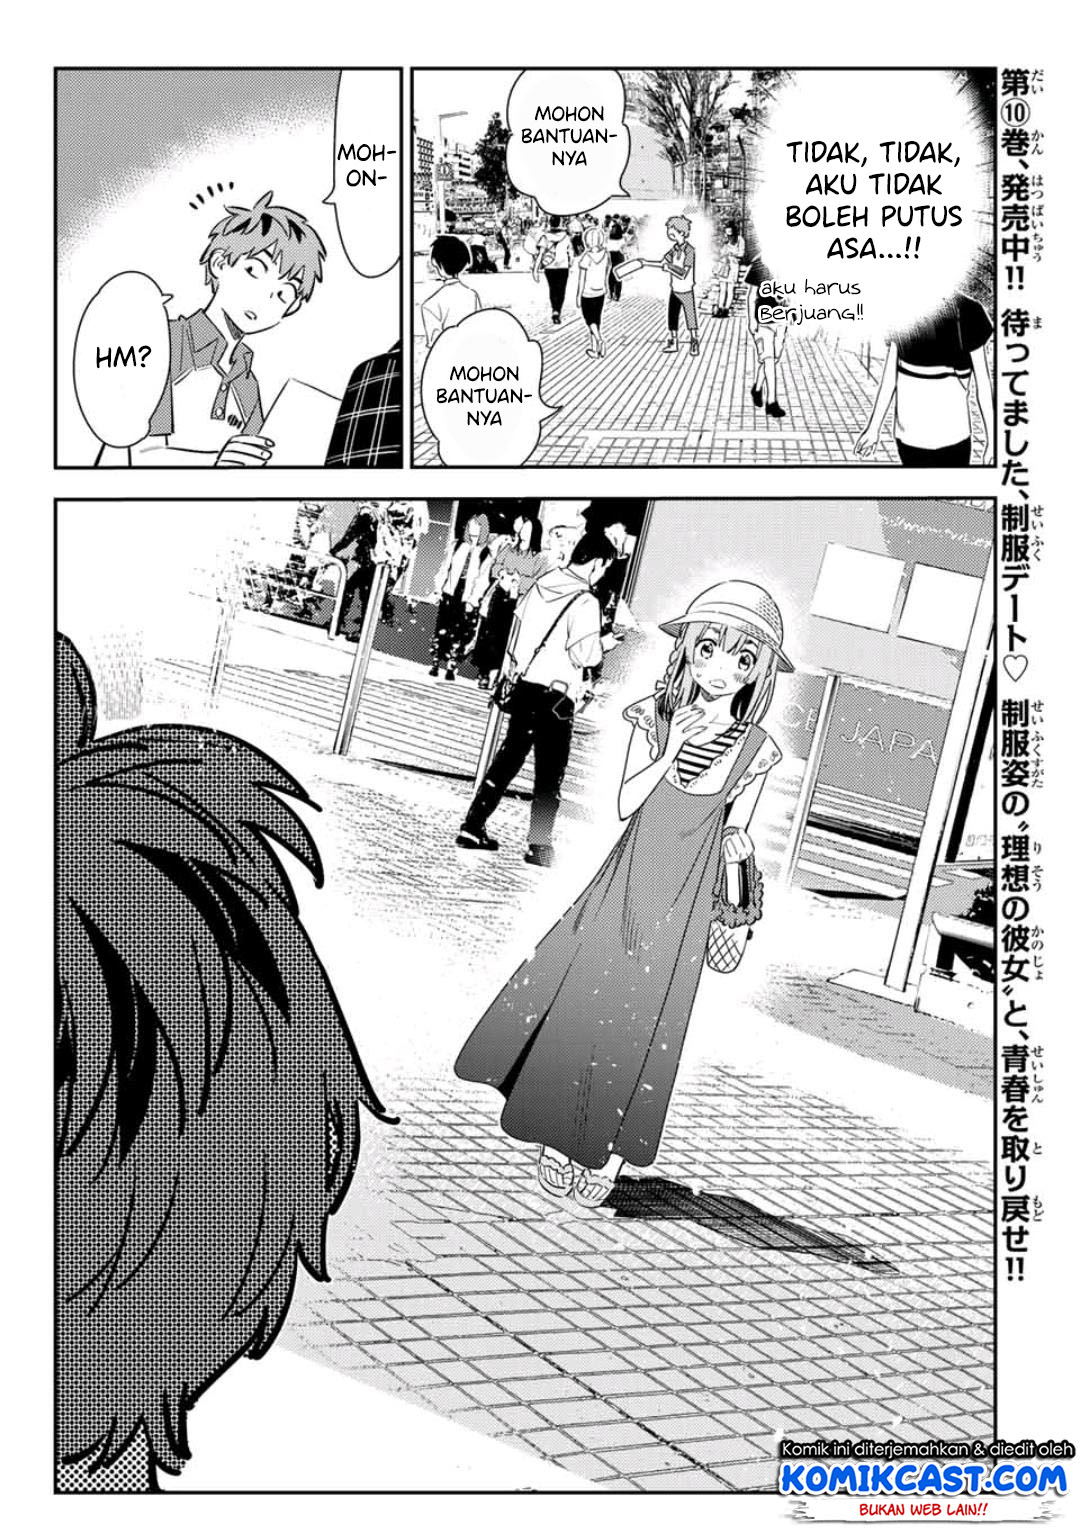 MOHON
BANTUAN-
NYA
TIDAK, TIDAK,
AKU TIDAK
BOLEH PUTUS
ASA...!!
aku harus
Berjuang!!
MOHON
BANTUAN-
NYA
MOH-
ON-
HM?
CE JAPA
第⑩巻、発売中!! 待ってました、制服デート♡ 制服姿の〝理想の彼女〟と、青春を取り戻せ!!
Komik ini diterjemahkan & diedit oleh
KOMIKCAST.COM
BUKAN WEB LAIN!!